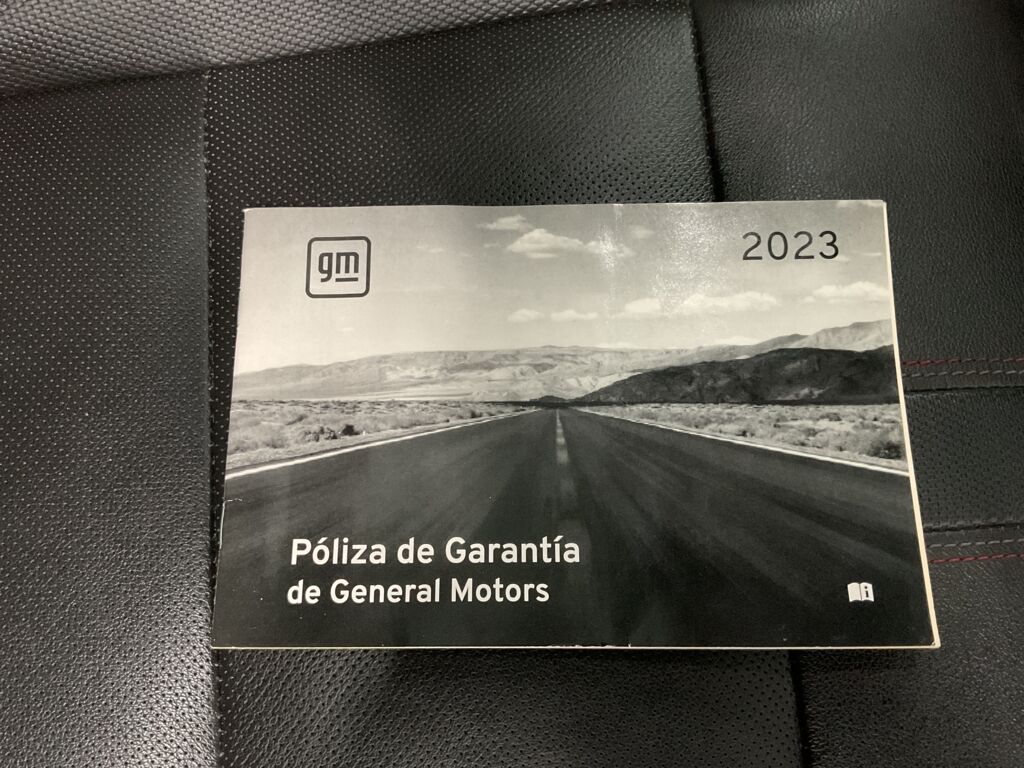 gm
2023
Póliza de Garantía
de General Motors